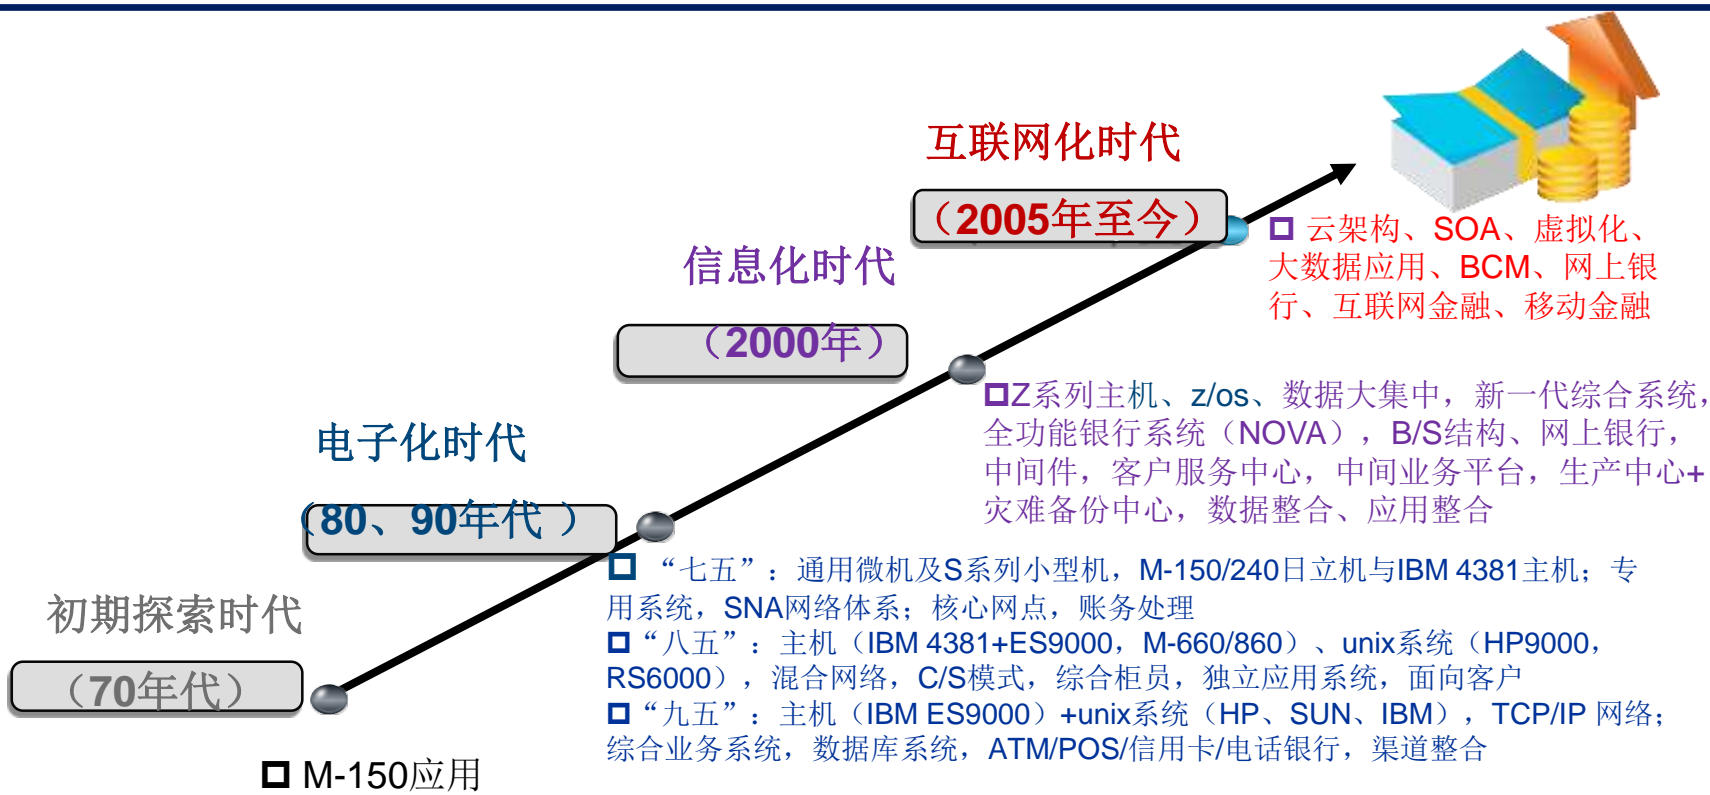 互联网化时代
（2005年至今）
云架构、SOA、虚拟化、
大数据应用、BCM、网上银
行、互联网金融、移动金融
信息化时代
（2000年）
Z系列主机、z/os、数据大集中，新一代综合系统，
全功能银行系统（NOVA），B/S结构、网上银行，
中间件，客户服务中心，中间业务平台，生产中心+
灾难备份中心，数据整合、应用整合
电子化时代
（80、90年代 ）
“七五”：通用微机及S系列小型机，M-150/240日立机与IBM 4381主机；专
用系统，SNA网络体系；核心网点，账务处理
“八五”：主机（IBM 4381+ES9000，M-660/860）、unix系统（HP9000，
RS6000），混合网络，C/S模式，综合柜员，独立应用系统，面向客户
“九五”：主机（IBM ES9000）+unix系统（HP、SUN、IBM），TCP/IP 网络；
综合业务系统，数据库系统，ATM/POS/信用卡/电话银行，渠道整合
初期探索时代
（70年代）
M-150应用